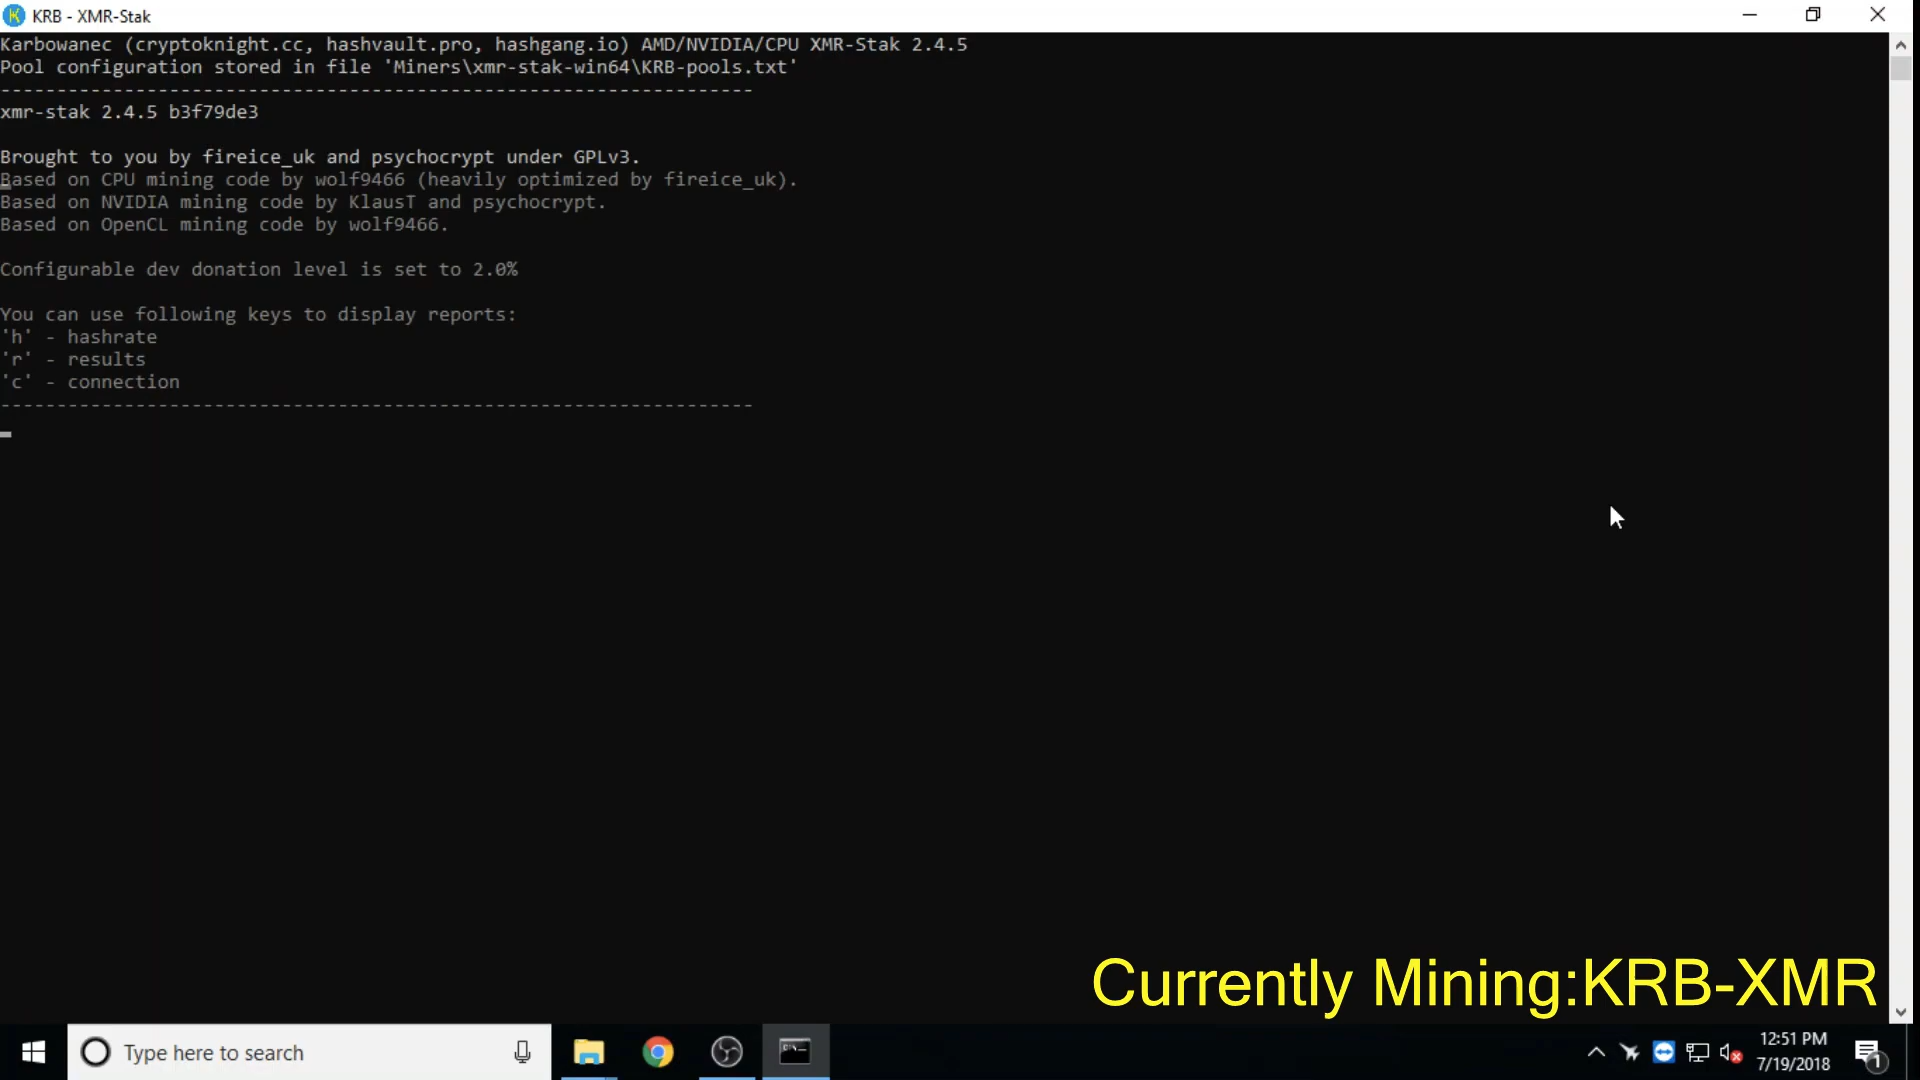 KRB - XMR-Stak
Karbowanec (cryptoknight.cc, hashvault.pro, hashgang.io) AMD/NVIDIA/CPU XMR-Stak 2.4.5
Pool configuration stored in file 'Miners\xmr-stak-win64\KRB-pools.txt'
-------------------------------------------------------------------
xmr-stak 2.4.5 b3f79de3
Brought to you by fireice_uk and psychocrypt under GPLv3.
Based on CPU mining code by wolf9466 (heavily optimized by fireice_uk).
Based on NVIDIA mining code by KlausT and psychocrypt.
Based on OpenCL mining code by wolf9466.
Configurable dev donation level is set to 2.0%
You can use following keys to display reports:
'h' - hashrate
'r' - results
'c' - connection
-------------------------------------------------------------------
Currently Mining:KRB-XMR
Type here to search
12:51 PM
7/19/2018
1